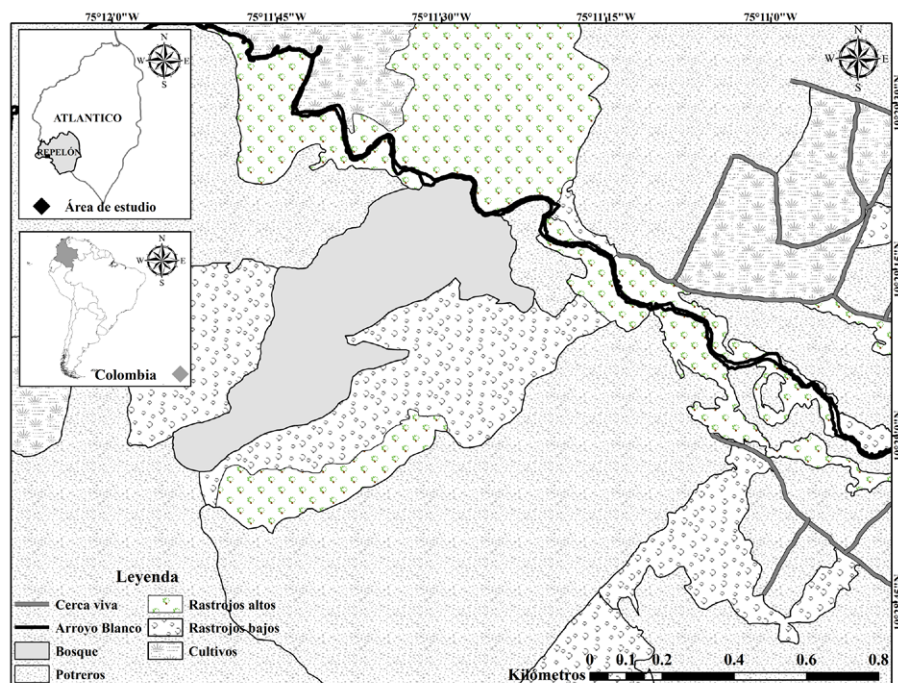 75°12'0"W 75°11'45"W 75°11'30"W 75°11'15"W 75°11'0"W
N
W E
S
ATLANTICO
REPELÓN
Área de estudio
N
W E
S
Colombia
N
W E
S
Leyenda
Cerca viva
Arroyo Blanco
Bosque
Potreros
Rastrojos altos
Rastrojos bajos
Cultivos
Kilómetros
0 0.1 0.2 0.4 0.6 0.8